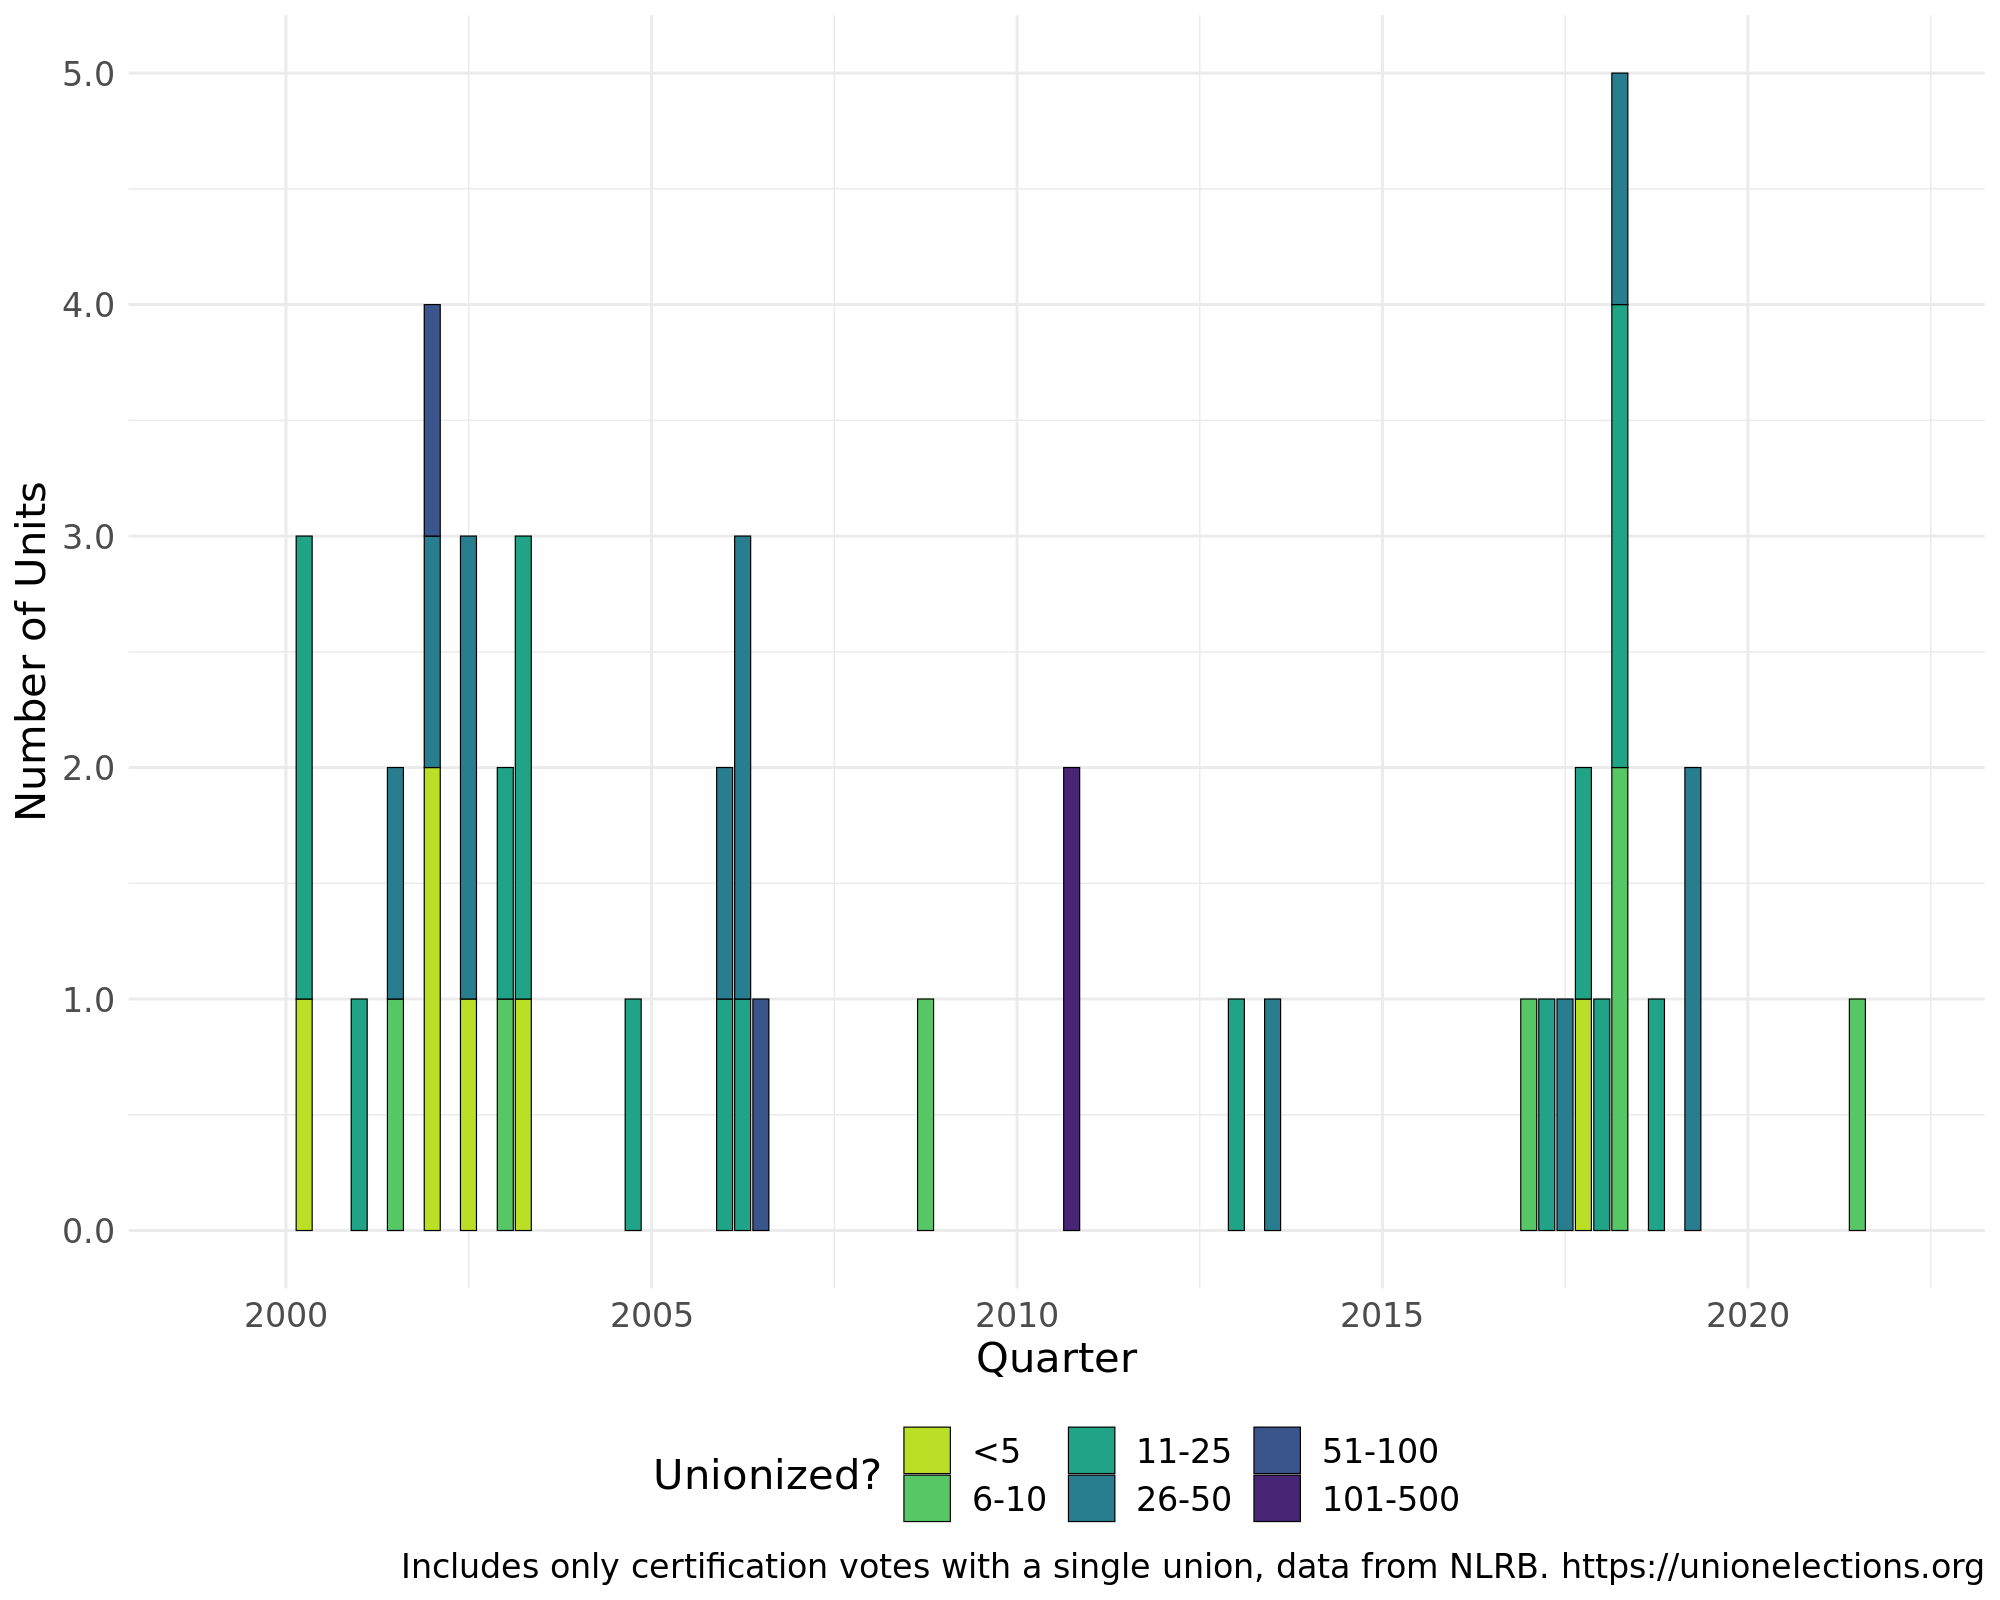 5.0
4.0
3.0
2.0
1.0
0.0
Number of Units
2000 2005 2010 2015 2020
Quarter
Unionized?
<5 11-25 51-100
6-10 26-50 101-500
Includes only certification votes with a single union, data from NLRB. https://unionelections.org